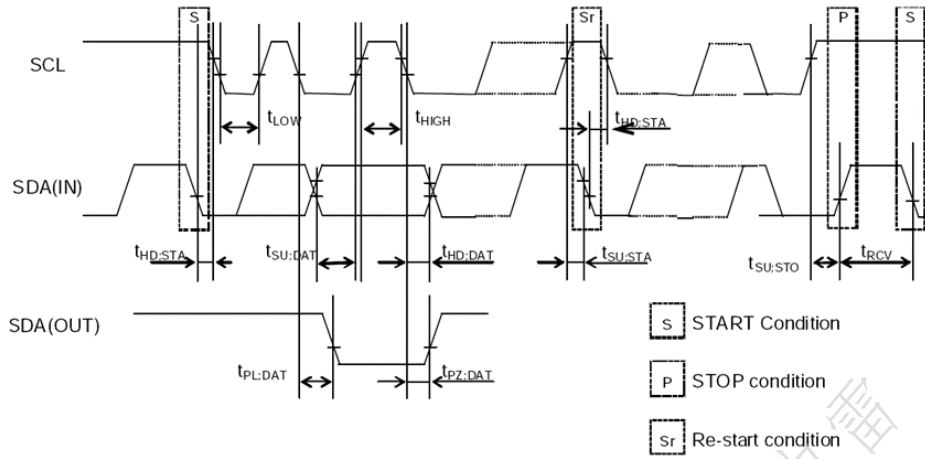 S Sr P S
SCL
tLOW tHIGH tHD:STA
SDA(IN)
tHD:STA tSU:DAT tHD:DAT tSU:STA tSU:STO tRCV
SDA(OUT)
tPL:DAT tPZ:DAT
S START Condition
P STOP condition
Sr Re-start condition
雷